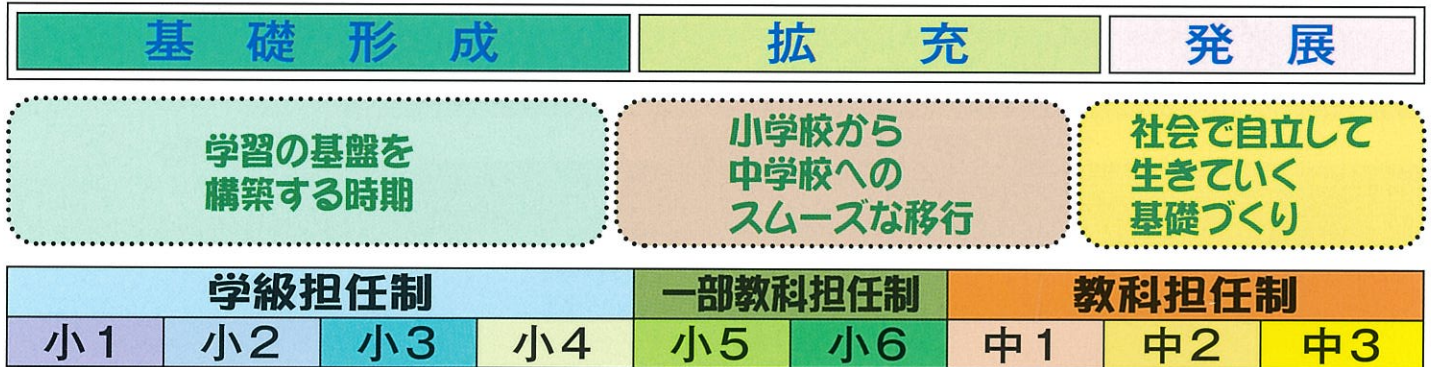 基礎形成 拡充 発展
学習の基盤を
構築する時期
小学校から
中学校への
スムーズな移行
社会で自立して
生きていく
基礎づくり
学級担任制 一部教科担任制 教科担任制
小1 小2 小3 小4 小5 小6 中1 中2 中3